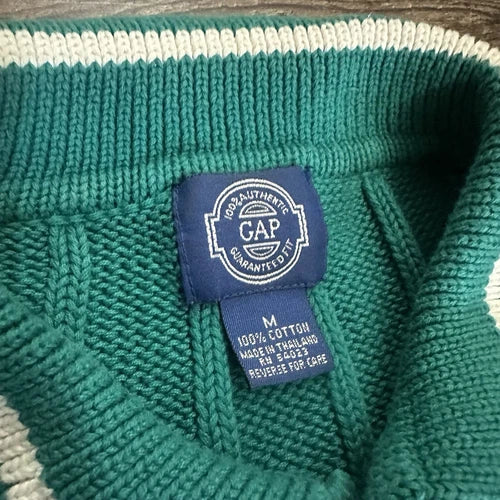 100% AUTHENTIC
GAP
GUARANTEED FIT
M
100% COTTON
MADE IN THAILAND
RN 54023
REVERSE FOR CARE